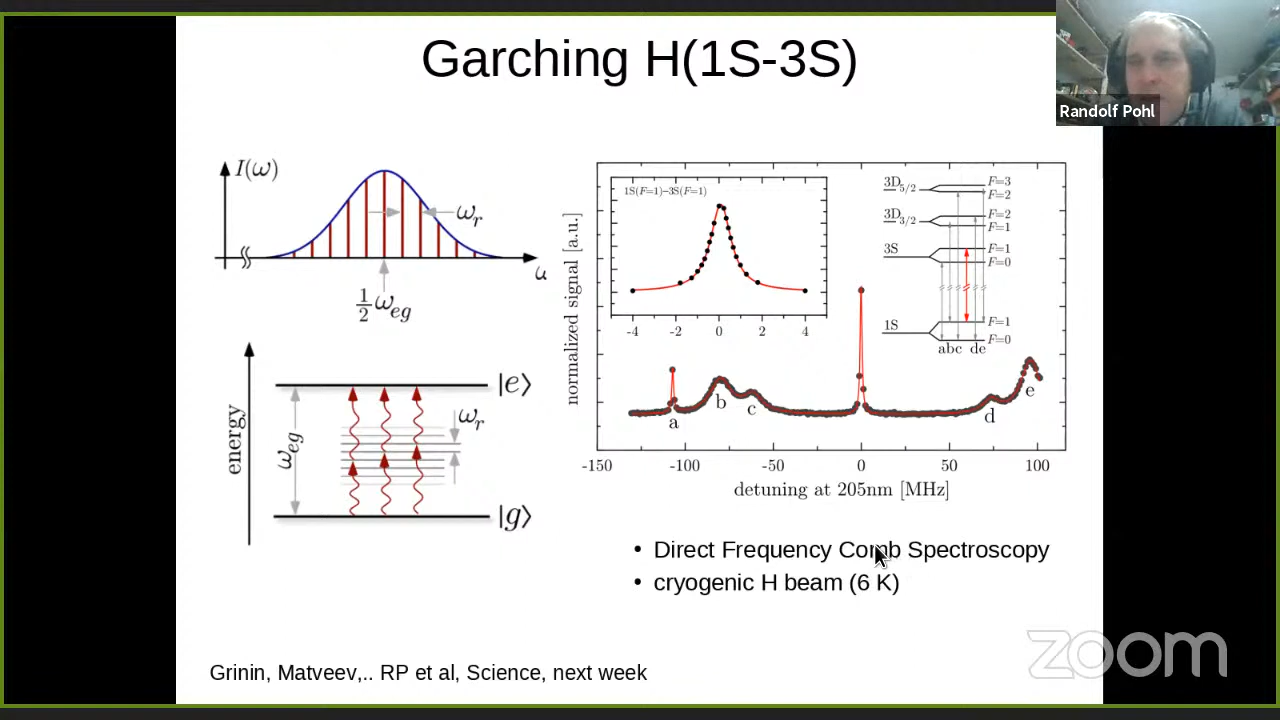 Garching H(1S-3S)
Randolf Pohl
I(ω)
ω_r
ω
½ω_eg
energy
ω_eg
|e⟩
ω_r
|g⟩
normalized signal [a.u.]
1S(F=1)−3S(F=1)
-4 -2 0 2 4
3D5/2
F=3
F=2
3D3/2
F=2
F=1
3S
F=1
F=0
1S
F=1
F=0
abc de
a
b
c
d
e
-150 -100 -50 0 50 100
detuning at 205nm [MHz]
• Direct Frequency Comb Spectroscopy
• cryogenic H beam (6 K)
Grinin, Matveev,.. RP et al, Science, next week
zoom